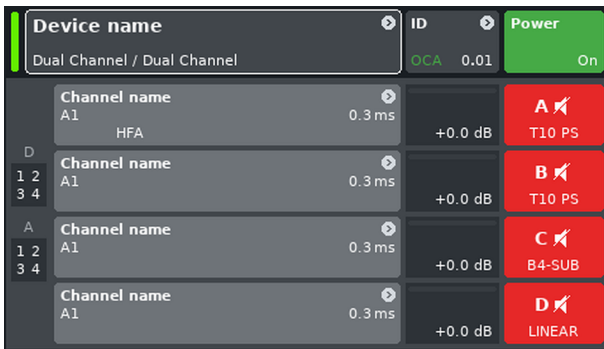 Device name
Dual Channel / Dual Channel
ID
OCA 0.01
Power
On
Channel name
A1 0.3 ms
HFA
+0.0 dB
A
T10 PS
D
1 2
3 4
Channel name
A1 0.3 ms
+0.0 dB
B
T10 PS
A
1 2
3 4
Channel name
A1 0.3 ms
+0.0 dB
C
B4-SUB
Channel name
A1 0.3 ms
+0.0 dB
D
LINEAR